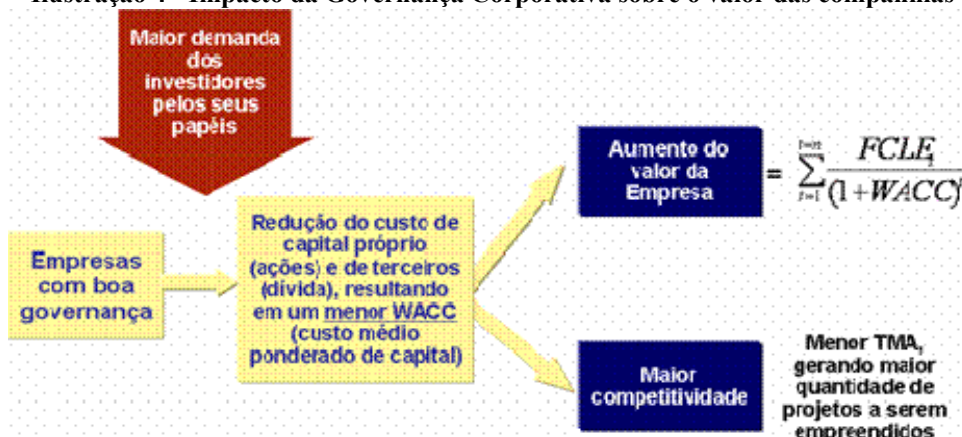 Ilustração 4 - Impacto da Governança Corporativa sobre o valor das companhias
Maior demanda
dos
investidores
pelos seus
papéis
Empresas
com boa
governança
Redução do custo de
capital próprio
(ações) e de terceiros
(dívida), resultando
em um menor WACC
(custo médio
ponderado de capital)
Aumento do
valor da
Empresa
= t=n ∑ t=1 FCLE_t / (1+WACC)^t
Maior
competitividade
Menor TMA,
gerando maior
quantidade de
projetos a serem
empreendidos